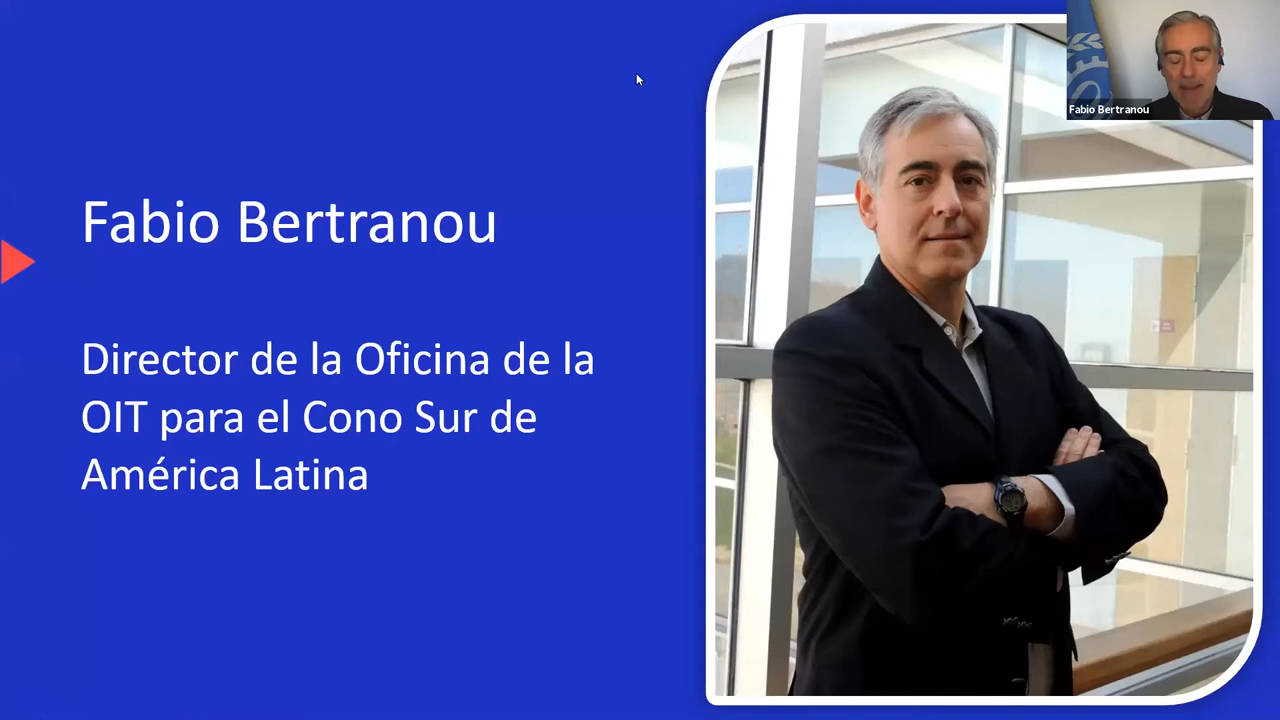 Fabio Bertranou
Fabio Bertranou
Director de la Oficina de la
OIT para el Cono Sur de
América Latina